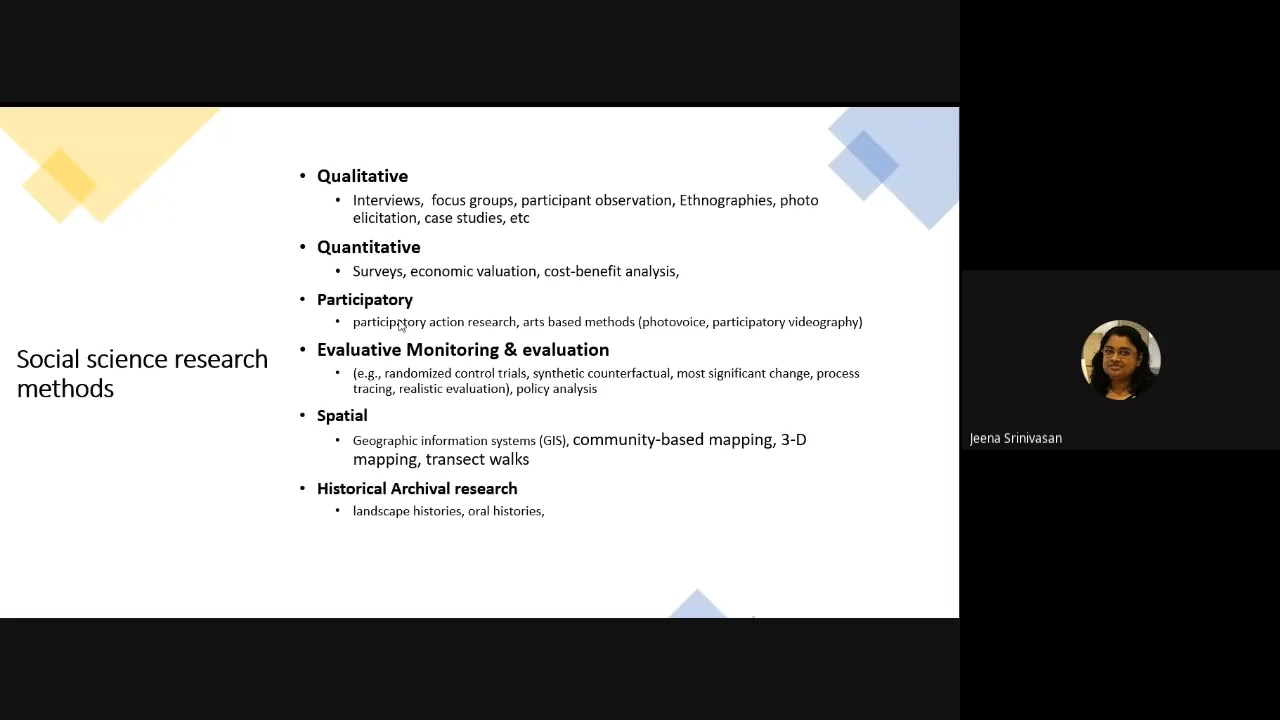 Social science research
methods
• Qualitative
• Interviews,  focus groups, participant observation, Ethnographies, photo
elicitation, case studies, etc
• Quantitative
• Surveys, economic valuation, cost-benefit analysis,
• Participatory
• participatory action research, arts based methods (photovoice, participatory videography)
• Evaluative Monitoring & evaluation
• (e.g., randomized control trials, synthetic counterfactual, most significant change, process
tracing, realistic evaluation), policy analysis
• Spatial
• Geographic information systems (GIS), community-based mapping, 3-D
mapping, transect walks
• Historical Archival research
• landscape histories, oral histories,
Jeena Srinivasan